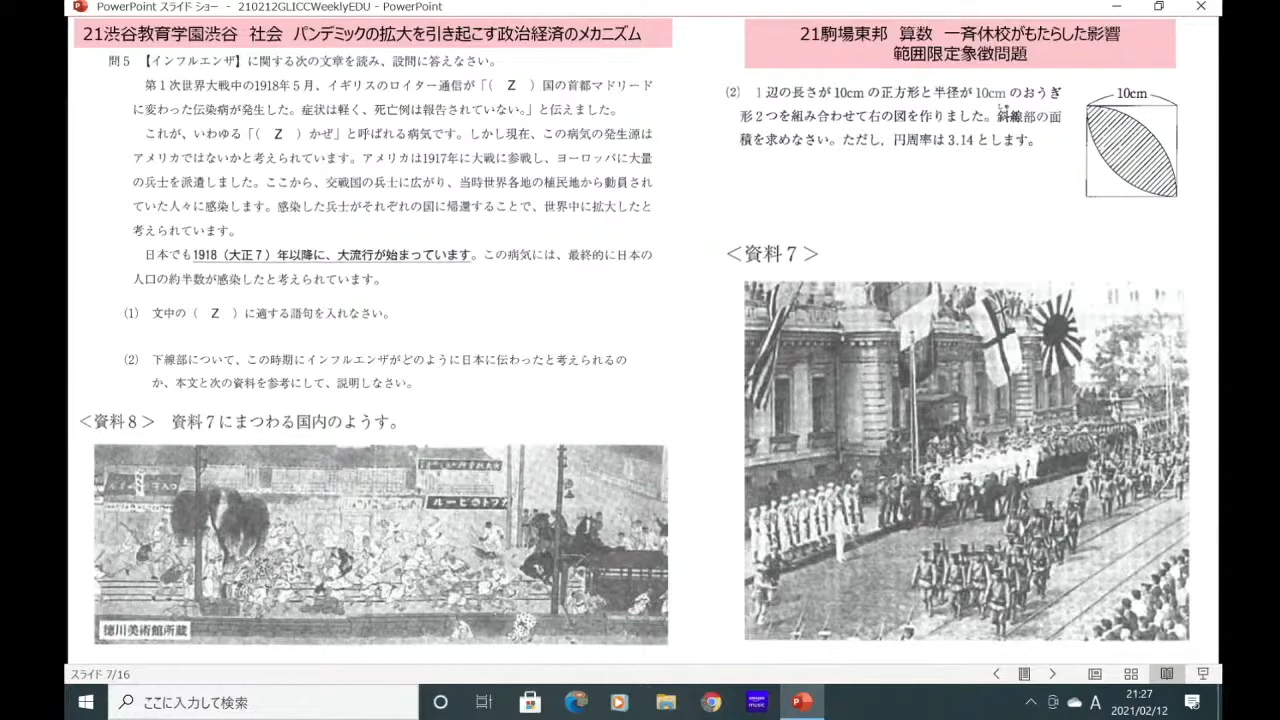 PowerPoint スライド ショー - 210212GLICCWeeklyEDU - PowerPoint
21渋谷教育学園渋谷　社会　パンデミックの拡大を引き起こす政治経済のメカニズム
問５　【インフルエンザ】に関する次の文章を読み、設問に答えなさい。
第１次世界大戦中の1918年５月、イギリスのロイター通信が「(　Z　) 国の首都マドリード
に変わった伝染病が発生しました。症状は軽く、死亡例は報告されていない。」と伝えました。
これが、いわゆる「(　Z　) かぜ」と呼ばれる病気です。しかし現在、この病気の発生源は
アメリカではないかと考えられています。アメリカは1917年に大戦に参戦し、ヨーロッパに大量
の兵士を派遣しました。ここから、交戦国の兵士に広がり、当時世界各地の植民地から動員され
ていた人々に感染します。感染した兵士がそれぞれの国に帰還することで、世界中に拡大したと
考えられています。
日本でも1918（大正７）年以降に、大流行が始まっています。この病気には、最終的に日本の
人口の約半数が感染したと考えられています。
(1)　文中の（　Z　）に適する語句を入れなさい。
(2)　下線部について、この時期にインフルエンザがどのように日本に伝わったと考えられるの
か、本文と次の資料を参考にして、説明しなさい。
＜資料８＞　資料７にまつわる国内のようす。
ルービ
徳川美術館所蔵
21駒場東邦　算数　一斉休校がもたらした影響
範囲限定象徴問題
(2)　１辺の長さが10cmの正方形と半径が10cmのおうぎ
形２つを組み合わせて右の図を作りました。斜線部の面
積を求めなさい。ただし，円周率は3.14とします。
しゃ
10cm
＜資料７＞
スライド 7/16
ここに入力して検索
amazon music
A
21:27
2021/02/12